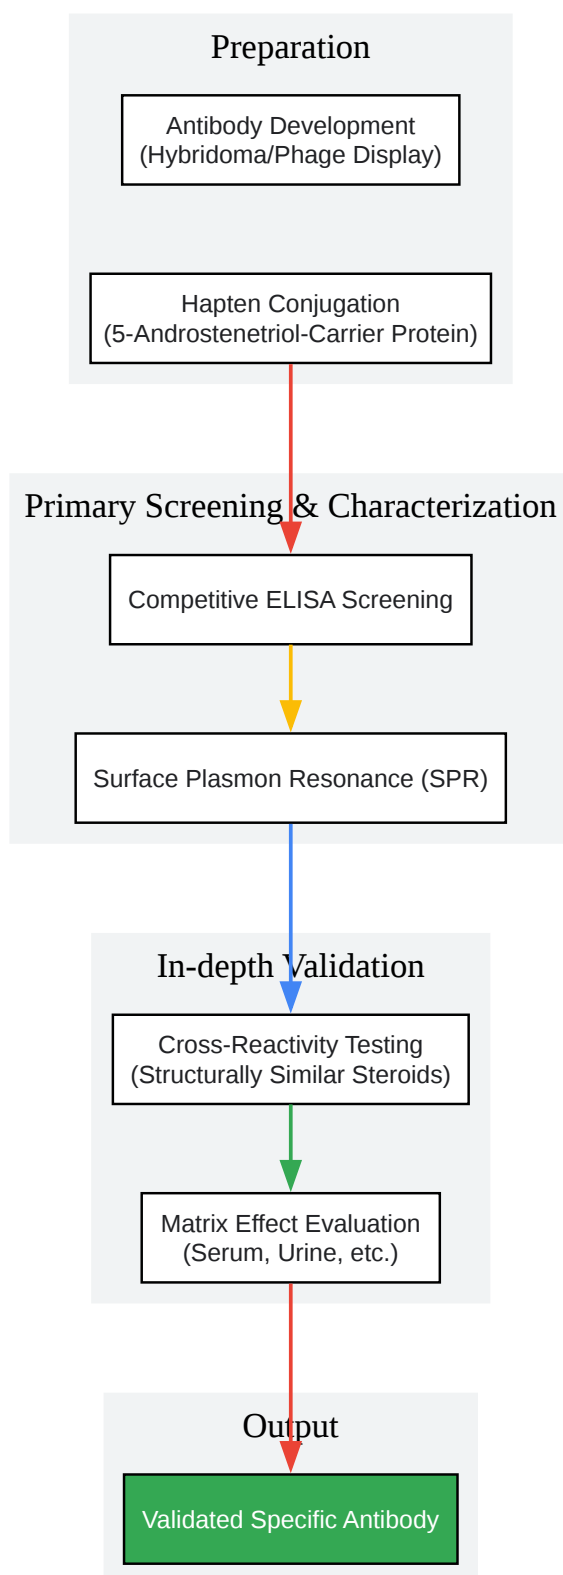 Preparation
Antibody Development
(Hybridoma/Phage Display)
Hapten Conjugation
(5-Androstenetriol-Carrier Protein)
Primary Screening & Characterization
Competitive ELISA Screening
Surface Plasmon Resonance (SPR)
In-depth Validation
Cross-Reactivity Testing
(Structurally Similar Steroids)
Matrix Effect Evaluation
(Serum, Urine, etc.)
Output
Validated Specific Antibody